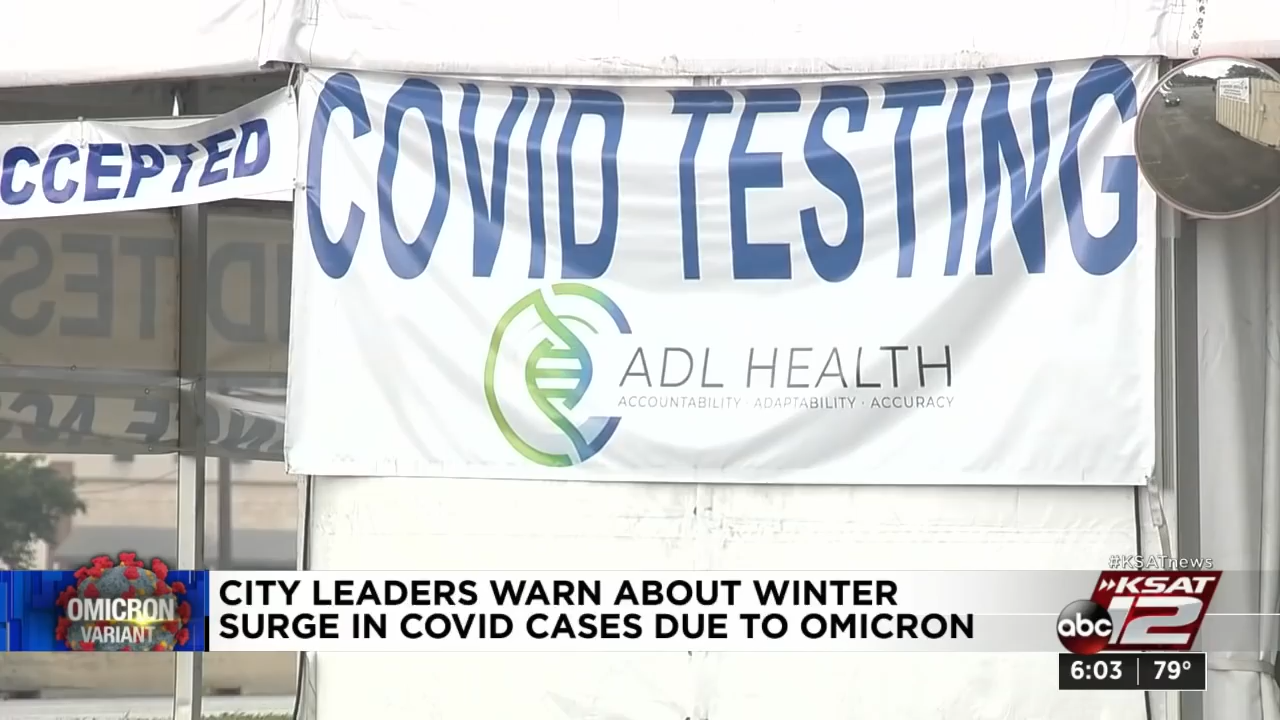 CCEPTED
COVID TESTING
ADL HEALTH
ACCOUNTABILITY · ADAPTABILITY · ACCURACY
#KSATnews
OMICRON
VARIANT
CITY LEADERS WARN ABOUT WINTER
SURGE IN COVID CASES DUE TO OMICRON
KSAT
abc 12
6:03 79°